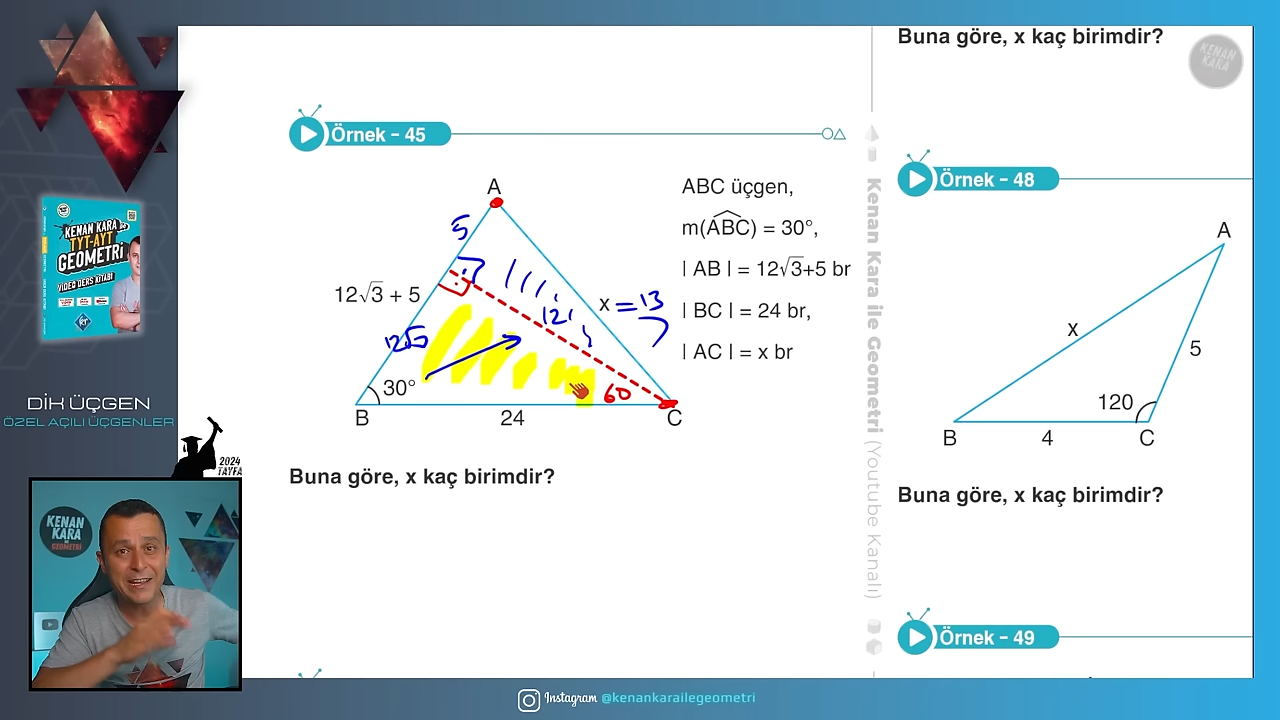 Buna göre, x kaç birimdir?
KENAN KARA
Örnek - 45
A
5
12√3 + 5
x = 13
12
12√3
30°
60
B
24
C
ABC üçgen,
m(ABC) = 30°,
| AB | = 12√3+5 br
| BC | = 24 br,
| AC | = x br
Buna göre, x kaç birimdir?
Kenan Kara ile Geometri (Youtube Kanalı)
Örnek - 48
A
x
5
120
B
4
C
Buna göre, x kaç birimdir?
Örnek - 49
KENAN KARA
TYT-AYT
GEOMETRİ
VİDEO DERS KİTABI
DİK ÜÇGEN
ÖZEL AÇILI ÜÇGENLER
2024
TAYFA
KENAN
KARA
GEOMETRİ
Instagram @kenankarailegeometri